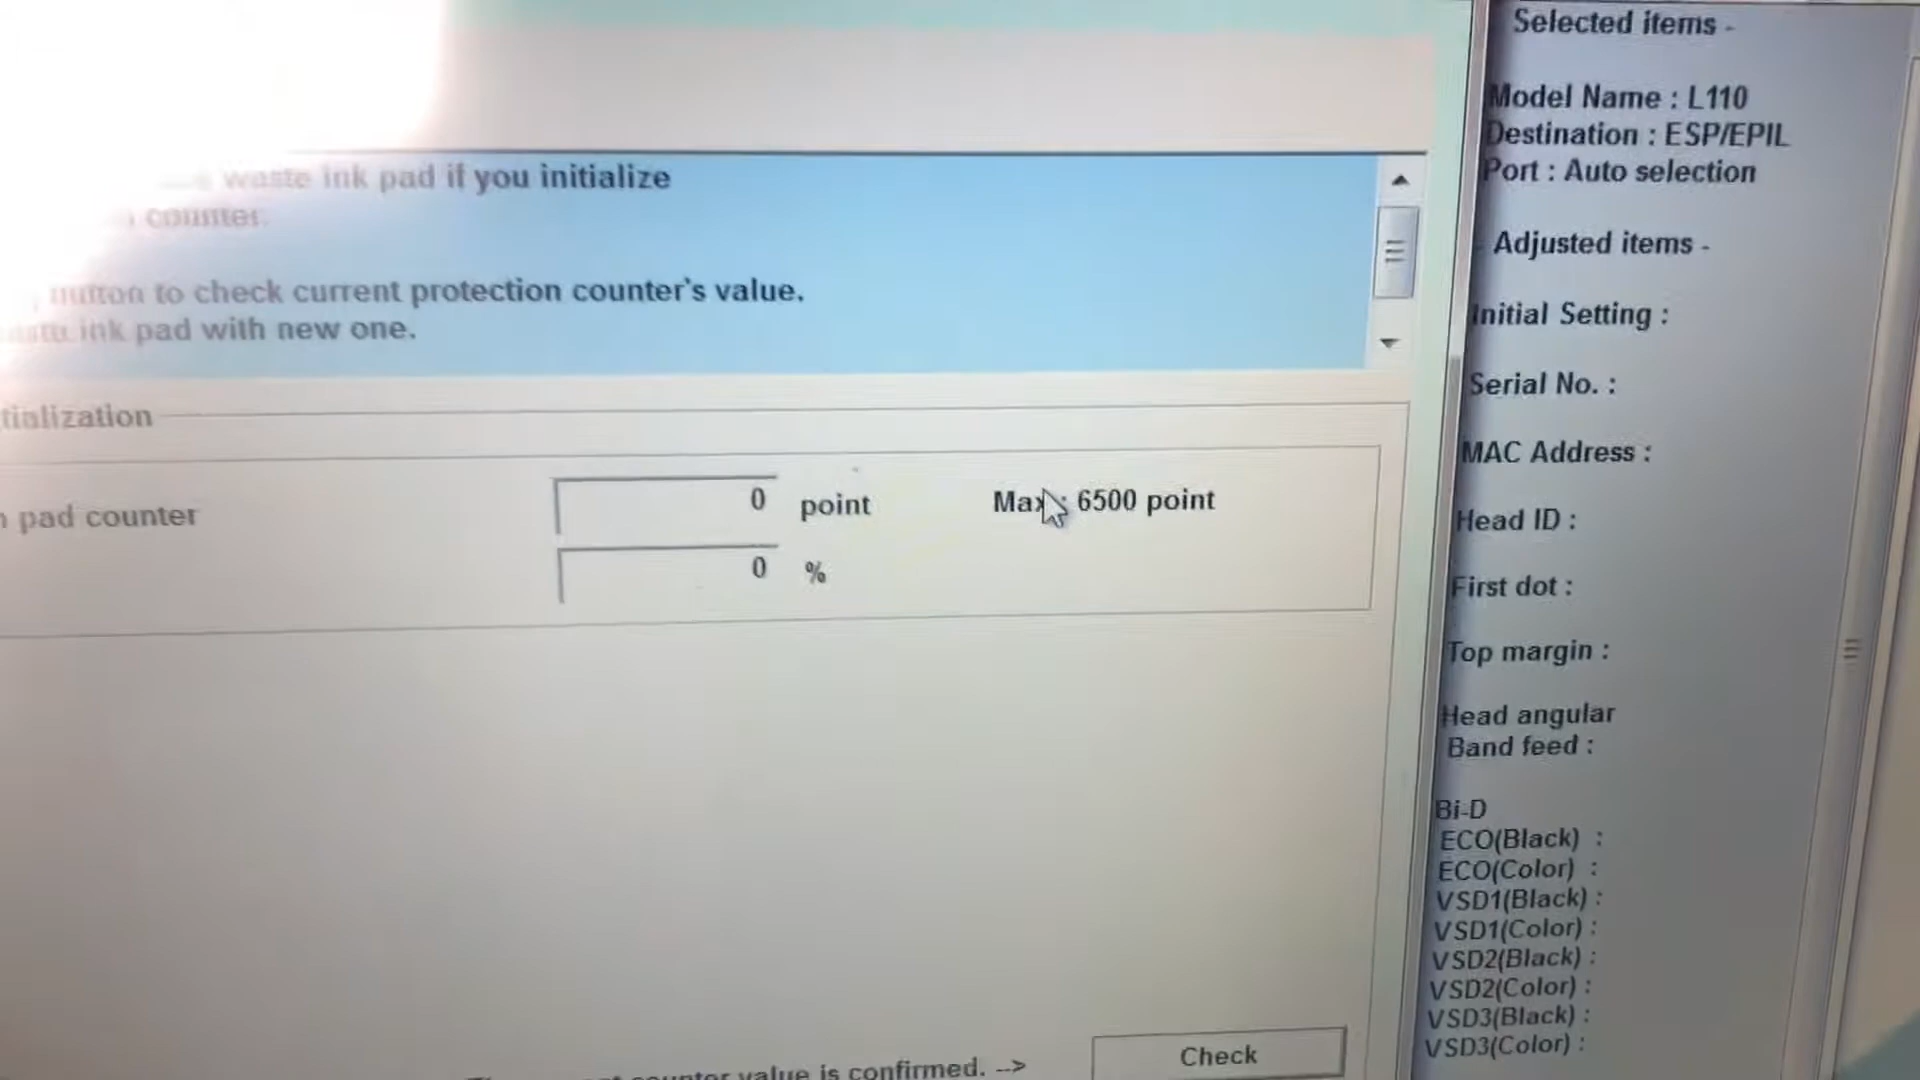 waste ink pad if you initialize
counter.
button to check current protection counter's value.
ink pad with new one.
tialization
pad counter
0 point Max : 6500 point
0 %
counter value is confirmed. -->
Check
Selected items -
Model Name : L110
Destination : ESP/EPIL
Port : Auto selection
Adjusted items -
Initial Setting :
Serial No. :
MAC Address :
Head ID :
First dot :
Top margin :
Head angular
Band feed :
Bi-D
ECO(Black) :
ECO(Color) :
VSD1(Black) :
VSD1(Color) :
VSD2(Black) :
VSD2(Color) :
VSD3(Black) :
VSD3(Color) :